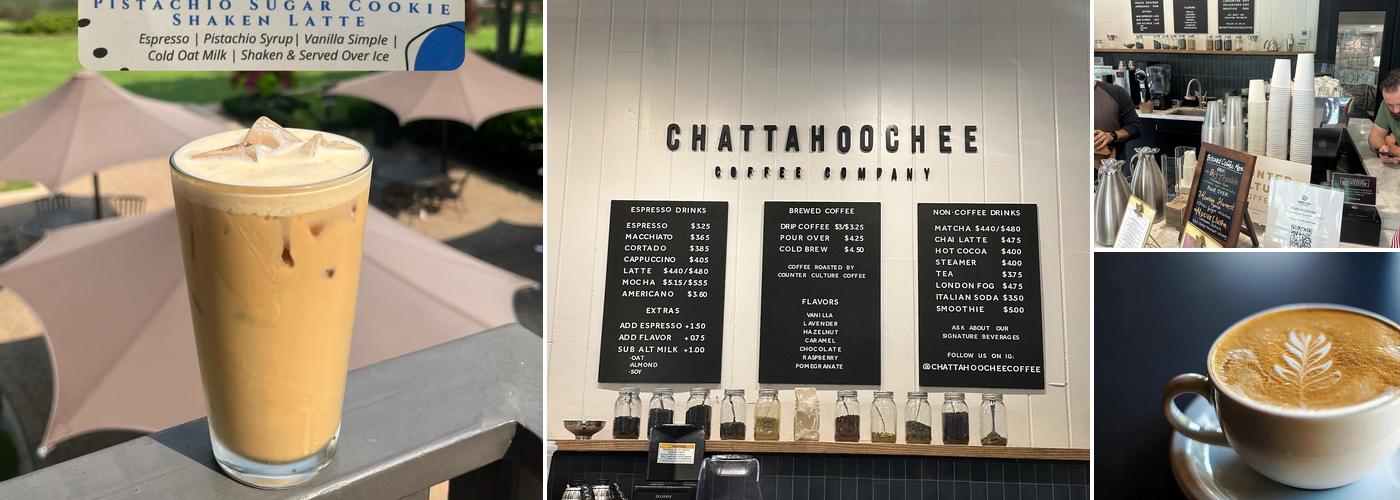 PISTACHIO SUGAR COOKIE
SHAKEN LATTE
Espresso | Pistachio Syrup | Vanilla Simple |
Cold Oat Milk | Shaken & Served Over Ice
CHATTAHOOCHEE
COFFEE COMPANY
ESPRESSO DRINKS
ESPRESSO $3.25
MACCHIATO $3.65
CORTADO $3.85
CAPPUCCINO $4.05
LATTE $4.40/$4.80
MOCHA $5.15/$5.55
AMERICANO $3.60
EXTRAS
ADD ESPRESSO +1.50
ADD FLAVOR +0.75
SUB ALT MILK +1.00
-OAT
-ALMOND
-SOY
BREWED COFFEE
DRIP COFFEE $3/$3.25
POUR OVER $4.25
COLD BREW $4.50
COFFEE ROASTED BY
COUNTER CULTURE COFFEE
FLAVORS
VANILLA
LAVENDER
HAZELNUT
CARAMEL
CHOCOLATE
RASPBERRY
POMEGRANATE
NON-COFFEE DRINKS
MATCHA $4.40/$4.80
CHAI LATTE $4.75
HOT COCOA $4.00
STEAMER $4.00
TEA $3.75
LONDON FOG $4.75
ITALIAN SODA $3.50
SMOOTHIE $5.00
ASK ABOUT OUR
SIGNATURE BEVERAGES
FOLLOW US ON IG:
@CHATTAHOOCHEECOFFEE
Brewed Coffee Menu